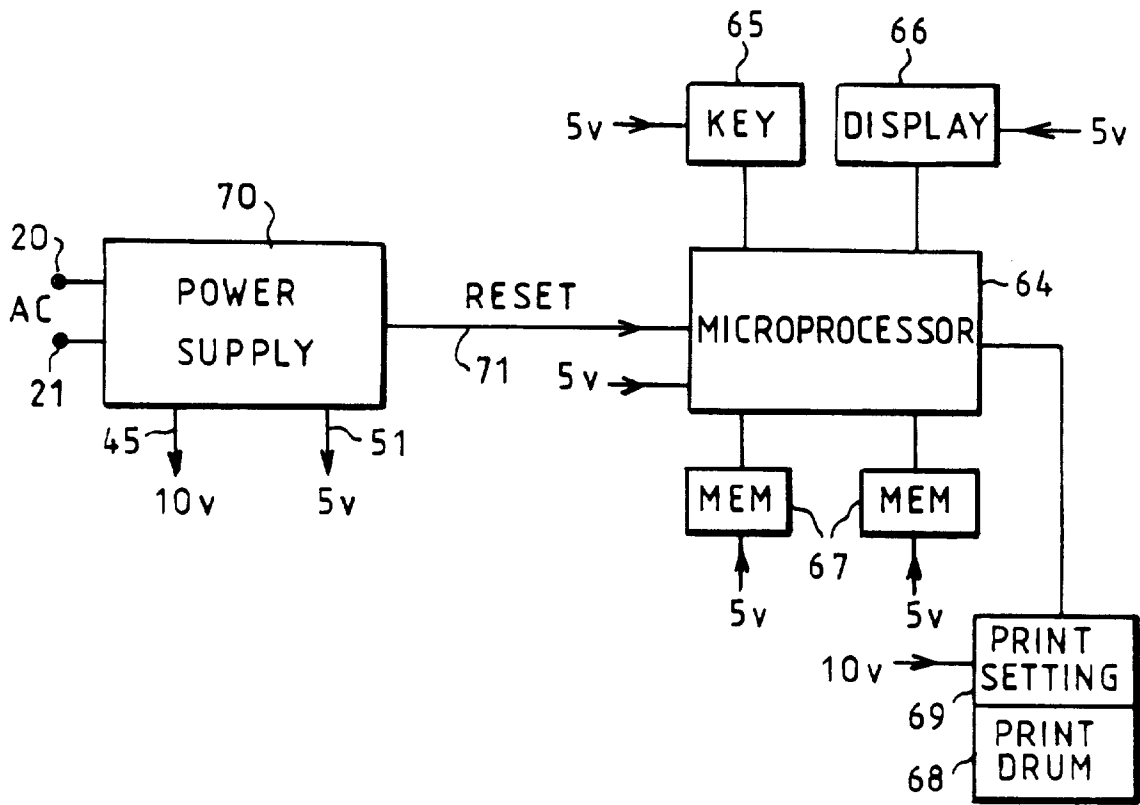 65
66
5v
KEY
DISPLAY
5v
70
20
AC
21
POWER
SUPPLY
RESET
71
64
MICROPROCESSOR
5v
45
51
10v
5v
MEM
MEM
67
5v
5v
10v
PRINT
SETTING
69
PRINT
DRUM
68